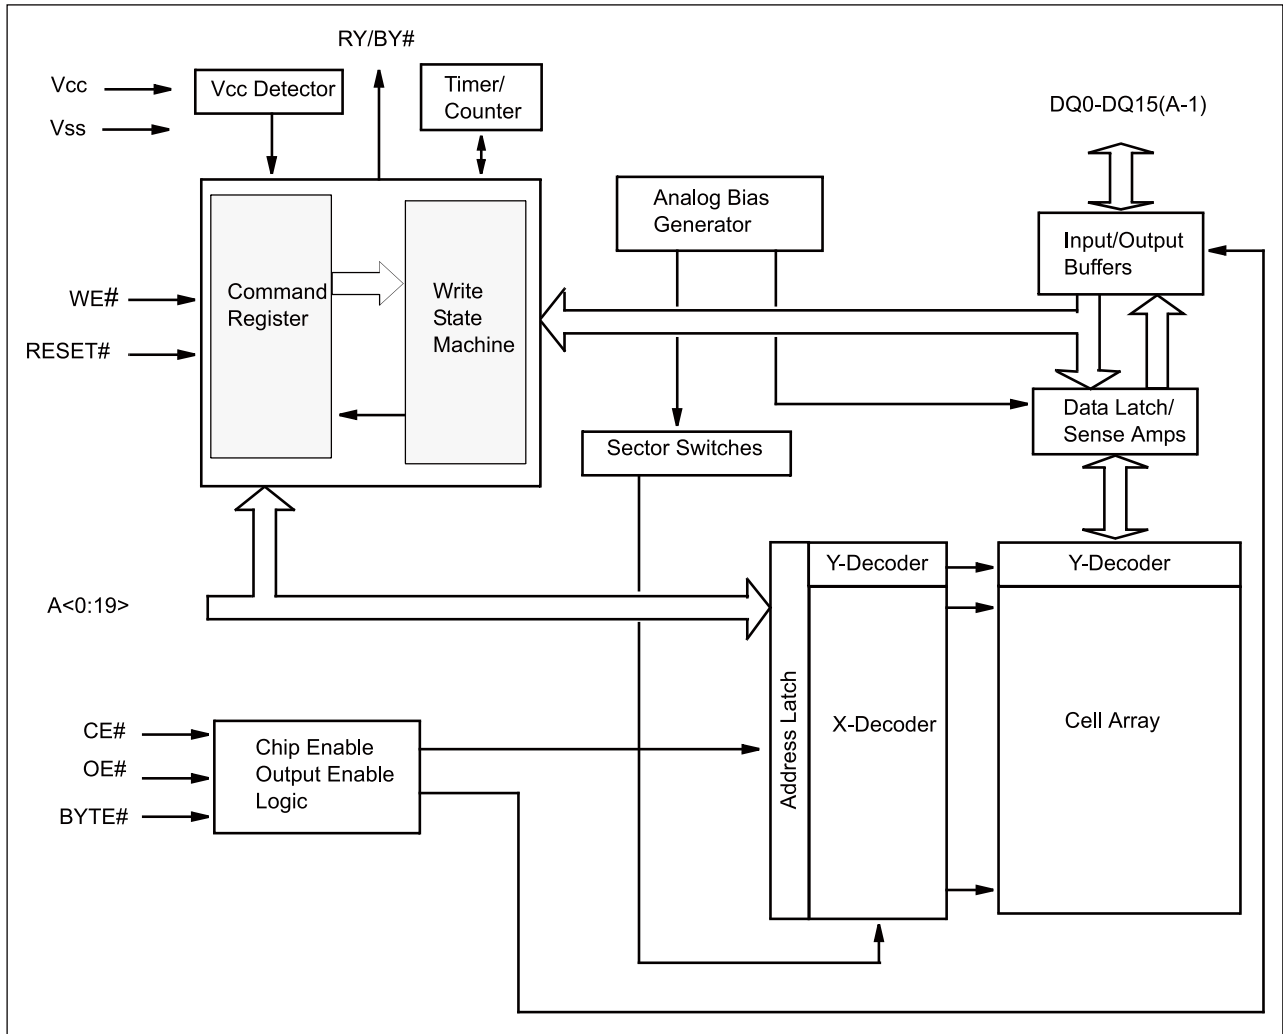 RY/BY#
Vcc
Vss
Vcc Detector
Timer/
Counter
DQ0-DQ15(A-1)
Analog Bias
Generator
Input/Output
Buffers
WE#
RESET#
Command
Register
Write
State
Machine
Data Latch/
Sense Amps
Sector Switches
A<0:19>
Y-Decoder
Y-Decoder
Address Latch
X-Decoder
Cell Array
CE#
OE#
BYTE#
Chip Enable
Output Enable
Logic